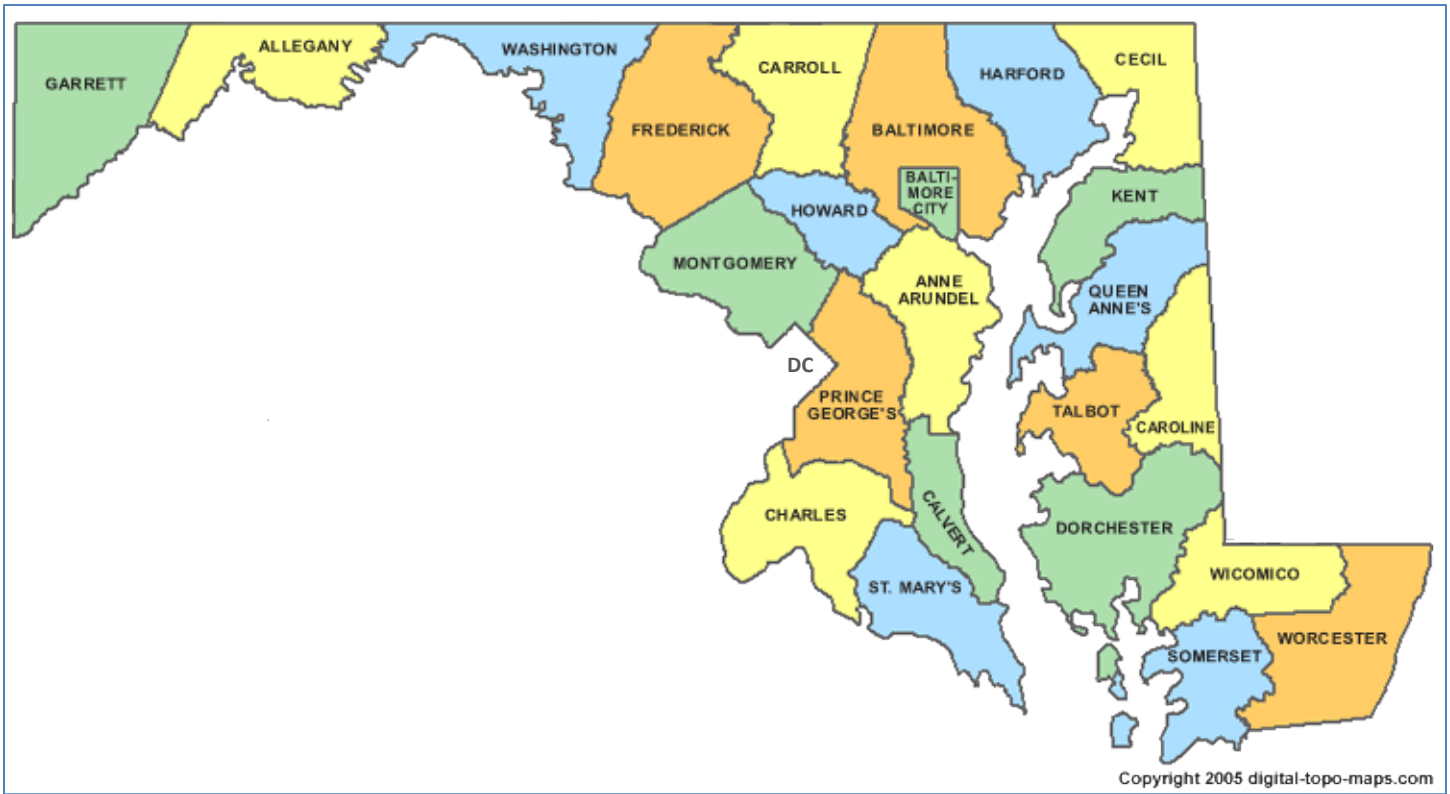 GARRETT
ALLEGANY
WASHINGTON
FREDERICK
CARROLL
BALTIMORE
BALTI-
MORE
CITY
HARFORD
CECIL
KENT
HOWARD
MONTGOMERY
ANNE
ARUNDEL
QUEEN
ANNE'S
DC
PRINCE
GEORGE'S
TALBOT
CAROLINE
CHARLES
CALVERT
DORCHESTER
ST. MARY'S
WICOMICO
WORCESTER
SOMERSET
Copyright 2005 digital-topo-maps.com